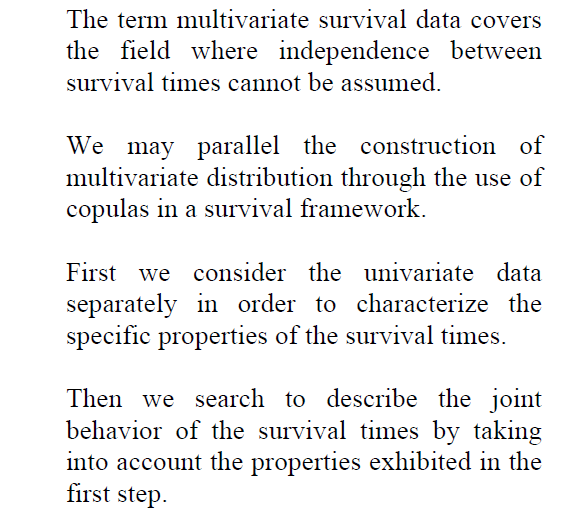 The term multivariate survival data covers
the field where independence between
survival times cannot be assumed.
We may parallel the construction of
multivariate distribution through the use of
copulas in a survival framework.
First we consider the univariate data
separately in order to characterize the
specific properties of the survival times.
Then we search to describe the joint
behavior of the survival times by taking
into account the properties exhibited in the
first step.